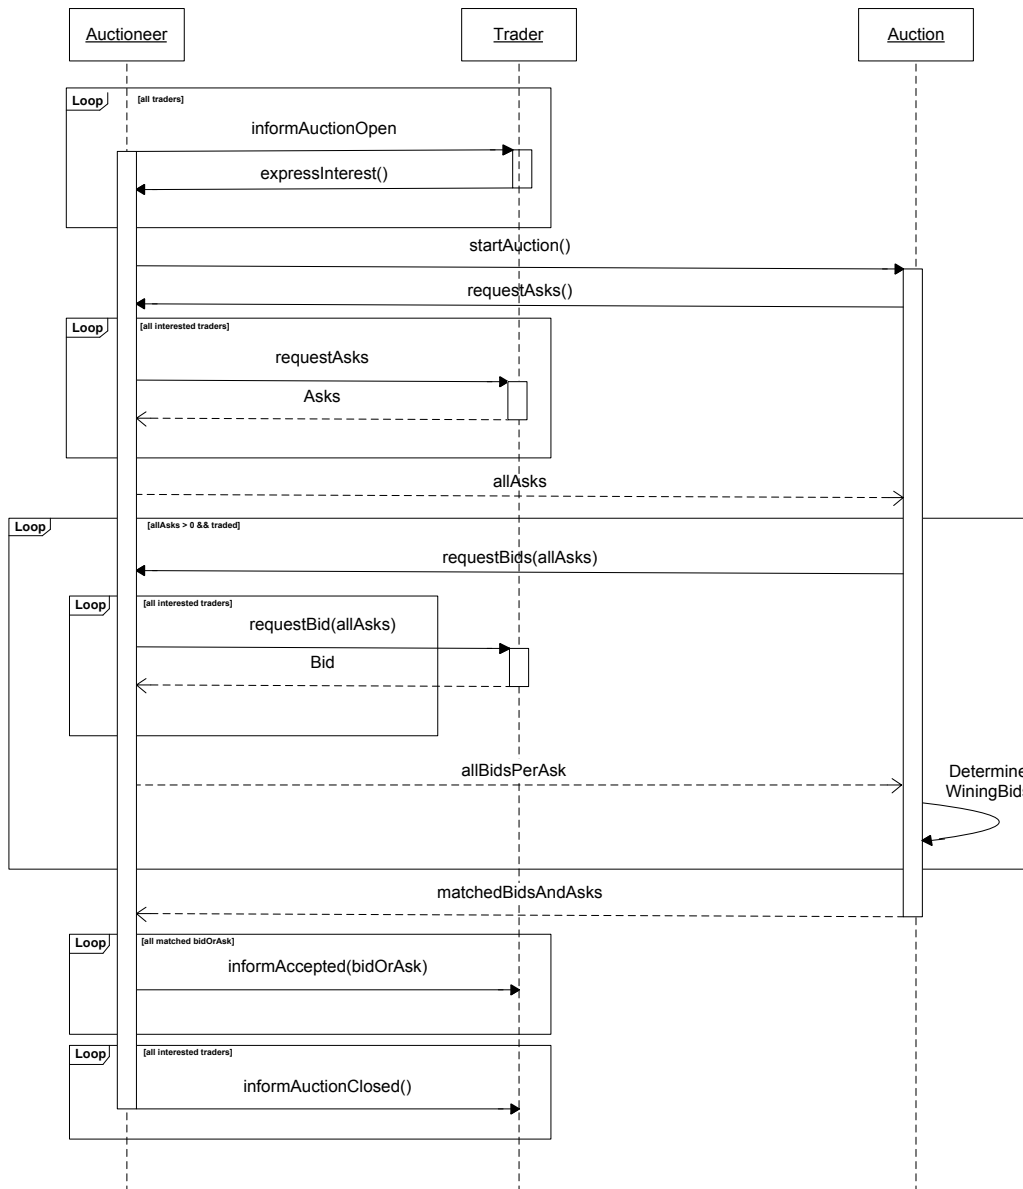 Auctioneer
Trader
Auction
Loop
[all traders]
informAuctionOpen
expressInterest()
startAuction()
requestAsks()
Loop
[all interested traders]
requestAsks
Asks
allAsks
Loop
[allAsks > 0 && traded]
requestBids(allAsks)
Loop
[all interested traders]
requestBid(allAsks)
Bid
allBidsPerAsk
Determine
WiningBids
matchedBidsAndAsks
Loop
[all matched bidOrAsk]
informAccepted(bidOrAsk)
Loop
[all interested traders]
informAuctionClosed()